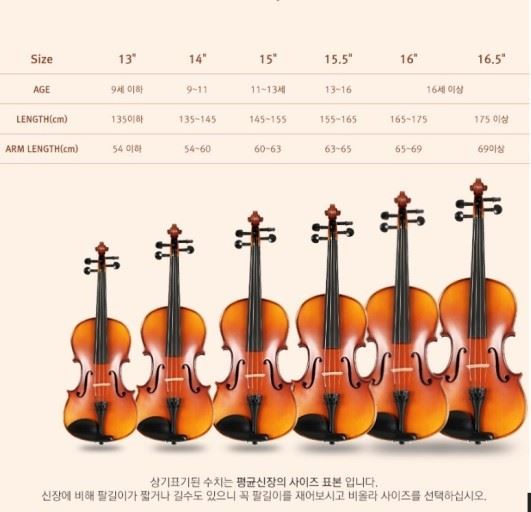 Size 13" 14" 15" 15.5" 16" 16.5"
AGE 9세 이하 9~11 11~13세 13~16 16세 이상
LENGTH(cm) 135이하 135~145 145~155 155~165 165~175 175 이상
ARM LENGTH(cm) 54 이하 54~60 60~63 63~65 65~69 69이상
상기표기된 수치는 평균신장의 사이즈 표본 입니다.
신장에 비해 팔길이가 짧거나 길수도 있으니 꼭 팔길이를 재어보시고 비올라 사이즈를 선택하십시오.